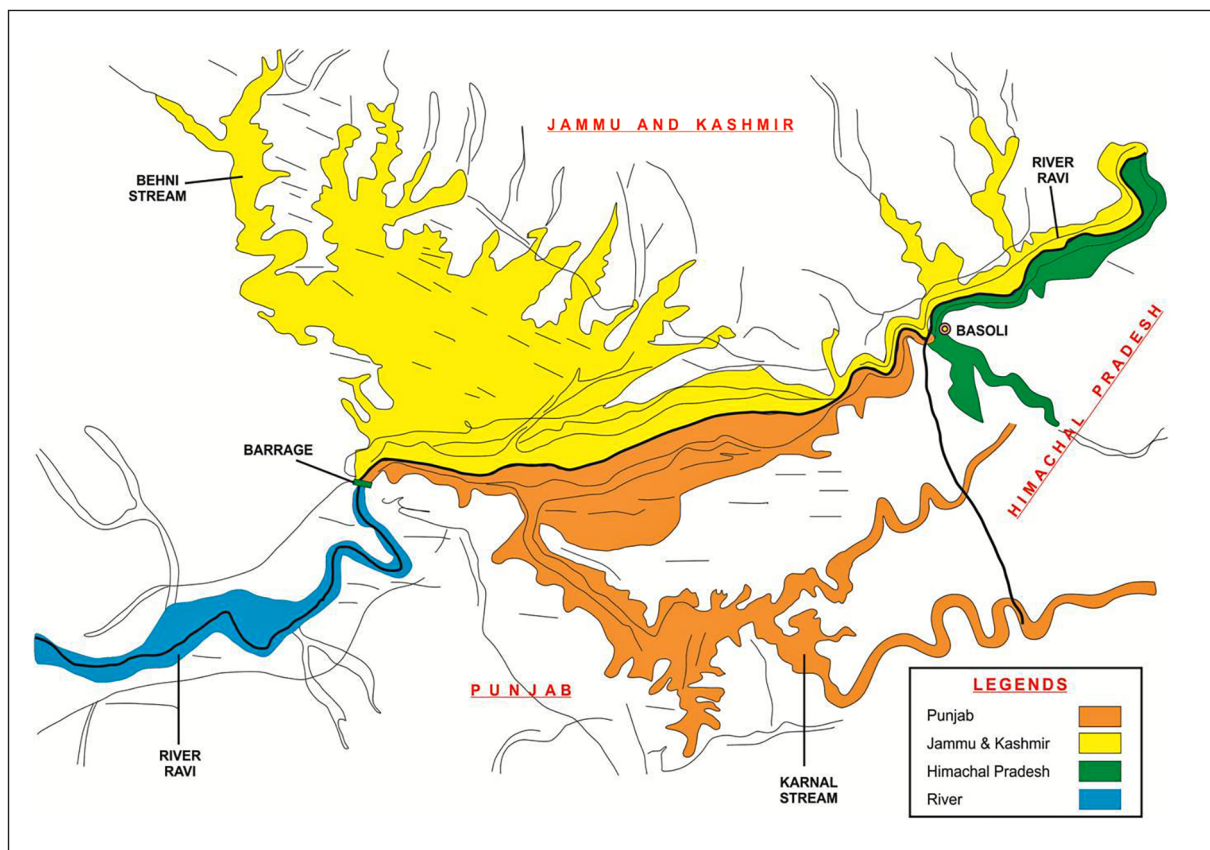 JAMMU AND KASHMIR
BEHNI
STREAM
RIVER
RAVI
BASOLI
HIMACHAL PRADESH
BARRAGE
PUNJAB
RIVER
RAVI
KARNAL
STREAM
LEGENDS
Punjab
Jammu & Kashmir
Himachal Pradesh
River